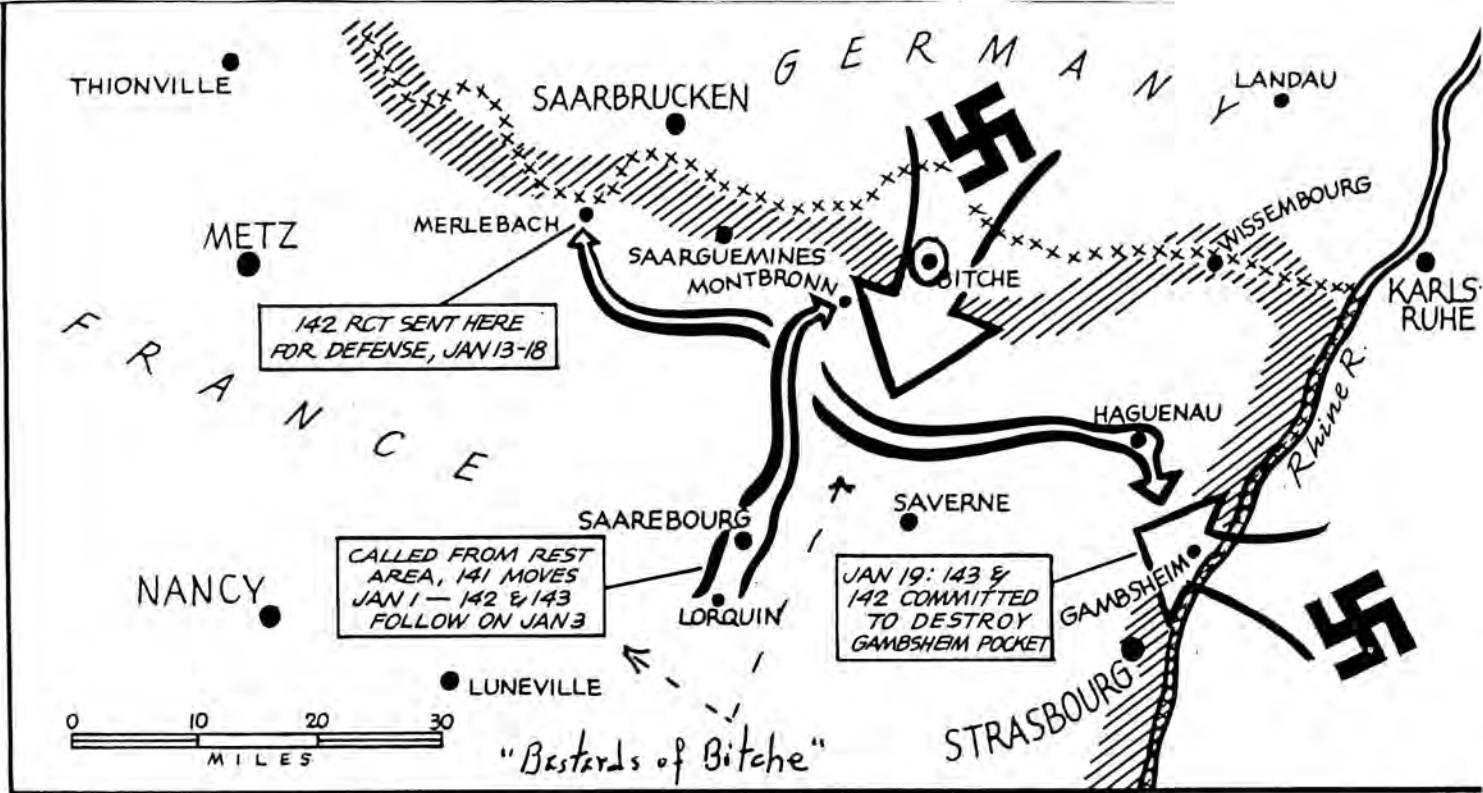 GERMANY
THIONVILLE
SAARBRUCKEN
LANDAU
METZ
MERLEBACH
SAARGUEMINES
MONTBRONN
BITCHE
WISSEMBOURG
KARLS-
RUHE
142 RCT SENT HERE
FOR DEFENSE, JAN 13-18
FRANCE
HAGUENAU
Rhine R.
SAAREBOURG
SAVERNE
CALLED FROM REST
AREA, 141 MOVES
JAN 1 — 142 & 143
FOLLOW ON JAN 3
LORQUIN
JAN 19: 143 &
142 COMMITTED
TO DESTROY
GAMBSHEIM POCKET
GAMBSHEIM
NANCY
LUNEVILLE
STRASBOURG
0 10 20 30
MILES
"Bastards of Bitche"